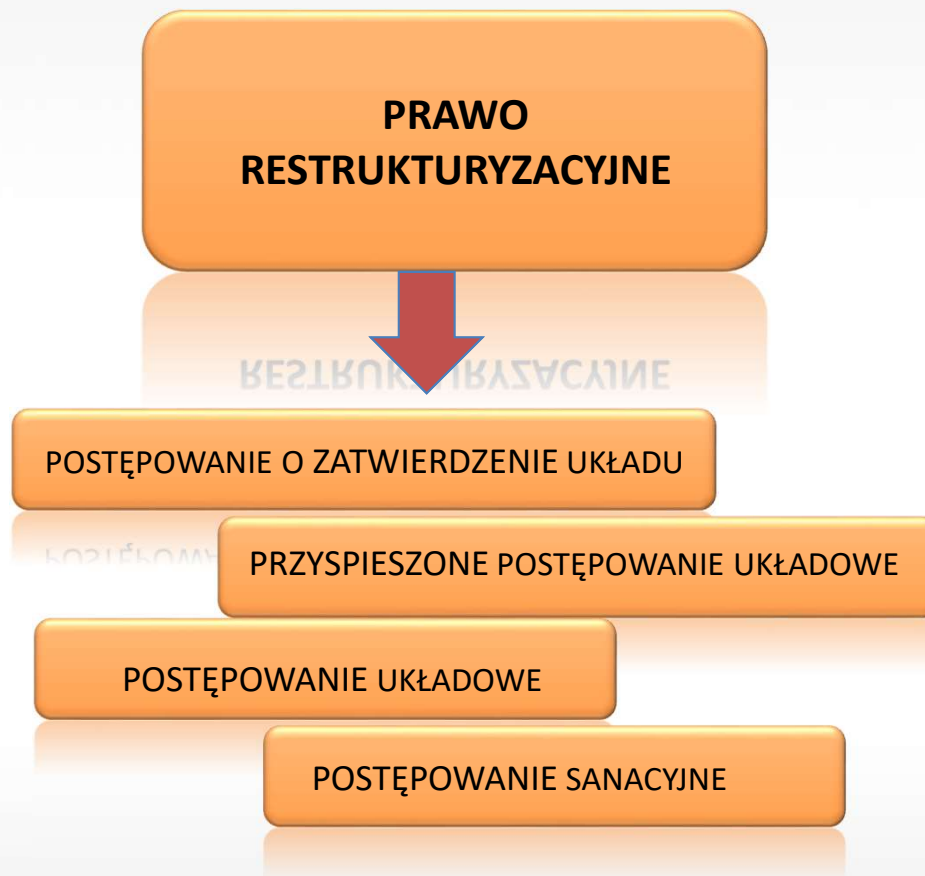 PRAWO
RESTRUKTURYZACYJNE
POSTĘPOWANIE O ZATWIERDZENIE UKŁADU
PRZYSPIESZONE POSTĘPOWANIE UKŁADOWE
POSTĘPOWANIE UKŁADOWE
POSTĘPOWANIE SANACYJNE